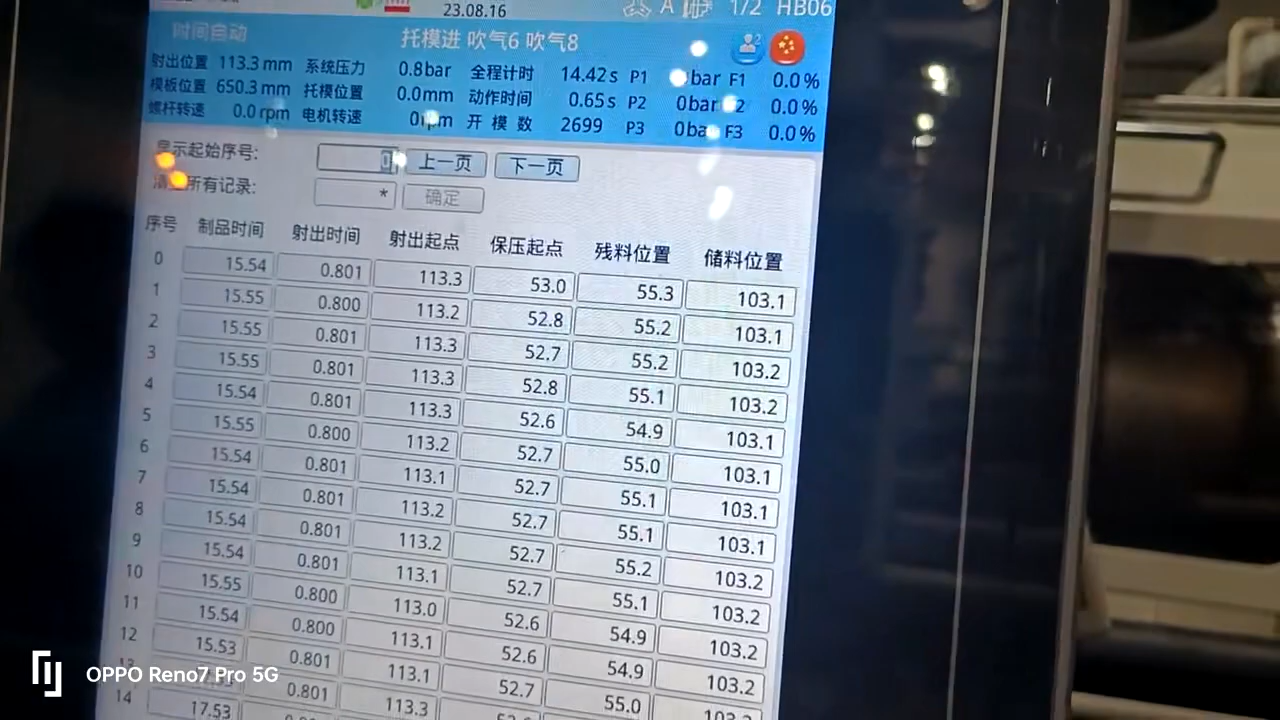 23.08.16 A 1/2 HB06
时间自动 托模进 吹气6 吹气8
射出位置 113.3 mm 系统压力 0.8bar 全程计时 14.42s P1 bar F1 0.0%
模板位置 650.3 mm 托模位置 0.0mm 动作时间 0.65s P2 0bar 2 0.0%
螺杆转速 0.0 rpm 电机转速 0rpm 开 模 数 2699 P3 0ba F3 0.0%
示起始序号: 0 上一页 下一页
所有记录: * 确定
序号 制品时间 射出时间 射出起点 保压起点 残料位置 储料位置
0 15.54 0.801 113.3 53.0 55.3 103.1
1 15.55 0.800 113.2 52.8 55.2 103.1
2 15.55 0.801 113.3 52.7 55.2 103.2
3 15.55 0.801 113.3 52.8 55.1 103.2
4 15.54 0.801 113.3 52.6 54.9 103.1
5 15.55 0.800 113.2 52.7 55.0 103.1
6 15.54 0.801 113.1 52.7 55.1 103.1
7 15.54 0.801 113.2 52.7 55.1 103.1
8 15.54 0.801 113.2 52.7 55.2 103.2
9 15.54 0.801 113.1 52.7 55.1 103.2
10 15.55 0.800 113.0 52.6 54.9 103.2
11 15.54 0.800 113.1 52.6 54.9 103.2
12 15.53 0.801 113.1 52.7 55.0
0.801 113.3
14 17.53
OPPO Reno7 Pro 5G